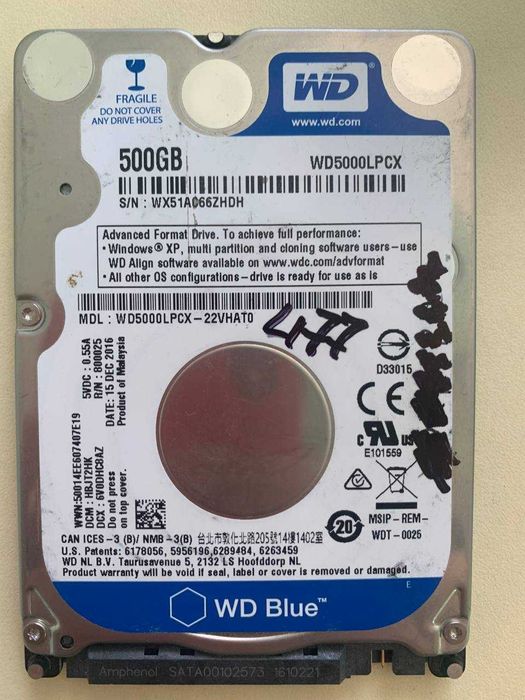 FRAGILE
DO NOT COVER
ANY DRIVE HOLES
WD
www.wd.com
500GB
WD5000LPCX
S/N : WX51AC66ZHDH
Advanced Format Drive. To achieve full performance:
• Windows® XP, multi partition and cloning software users-use
WD Align software available on www.wdc.com/advformat
• All other OS configurations-drive is ready for use as is
MDL : WD5000LPCX-22VHAT0
477
5VDC : 0.55A
R/N : 800025
DATE: 15 DEC 2016
Product of Malaysia
WWN:50014EE607407E19
DCM : HBJT2HK
DCX : 6V0DHC8AZ
Do not press
on top cover.
D33015
CE
c RU us
E101559
20
MSIP-REM-
WDT-0025
CAN ICES-3 (B)/ NMB-3(B) 台北市敦化北路205號14樓1402室
U.S. Patents: 6178056, 5956196,6289484, 6263459
WD NL B.V. Taurusavenue 5, 2132 LS Hoofddorp NL
Product warranty will be void if seal, label or cover is removed or damaged.
E
WD Blue™
Amphenol SATA00102573 1610221